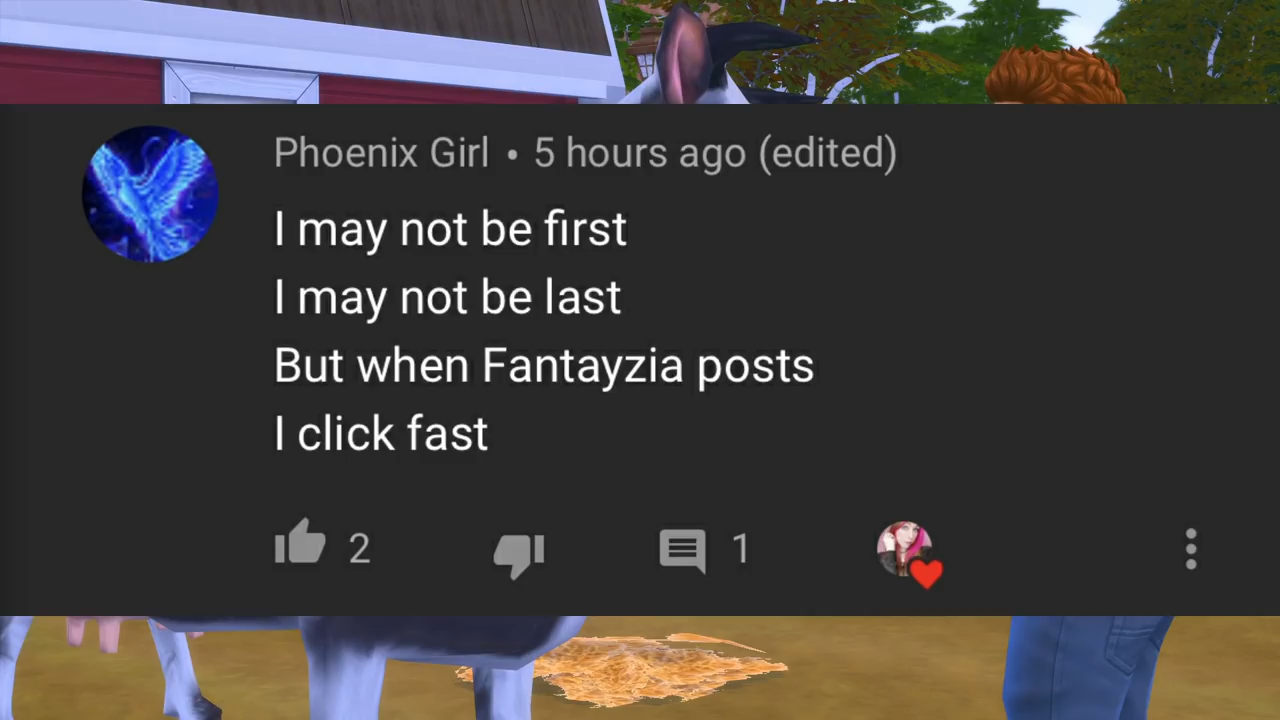 Phoenix Girl • 5 hours ago (edited)
I may not be first
I may not be last
But when Fantayzia posts
I click fast
2 1